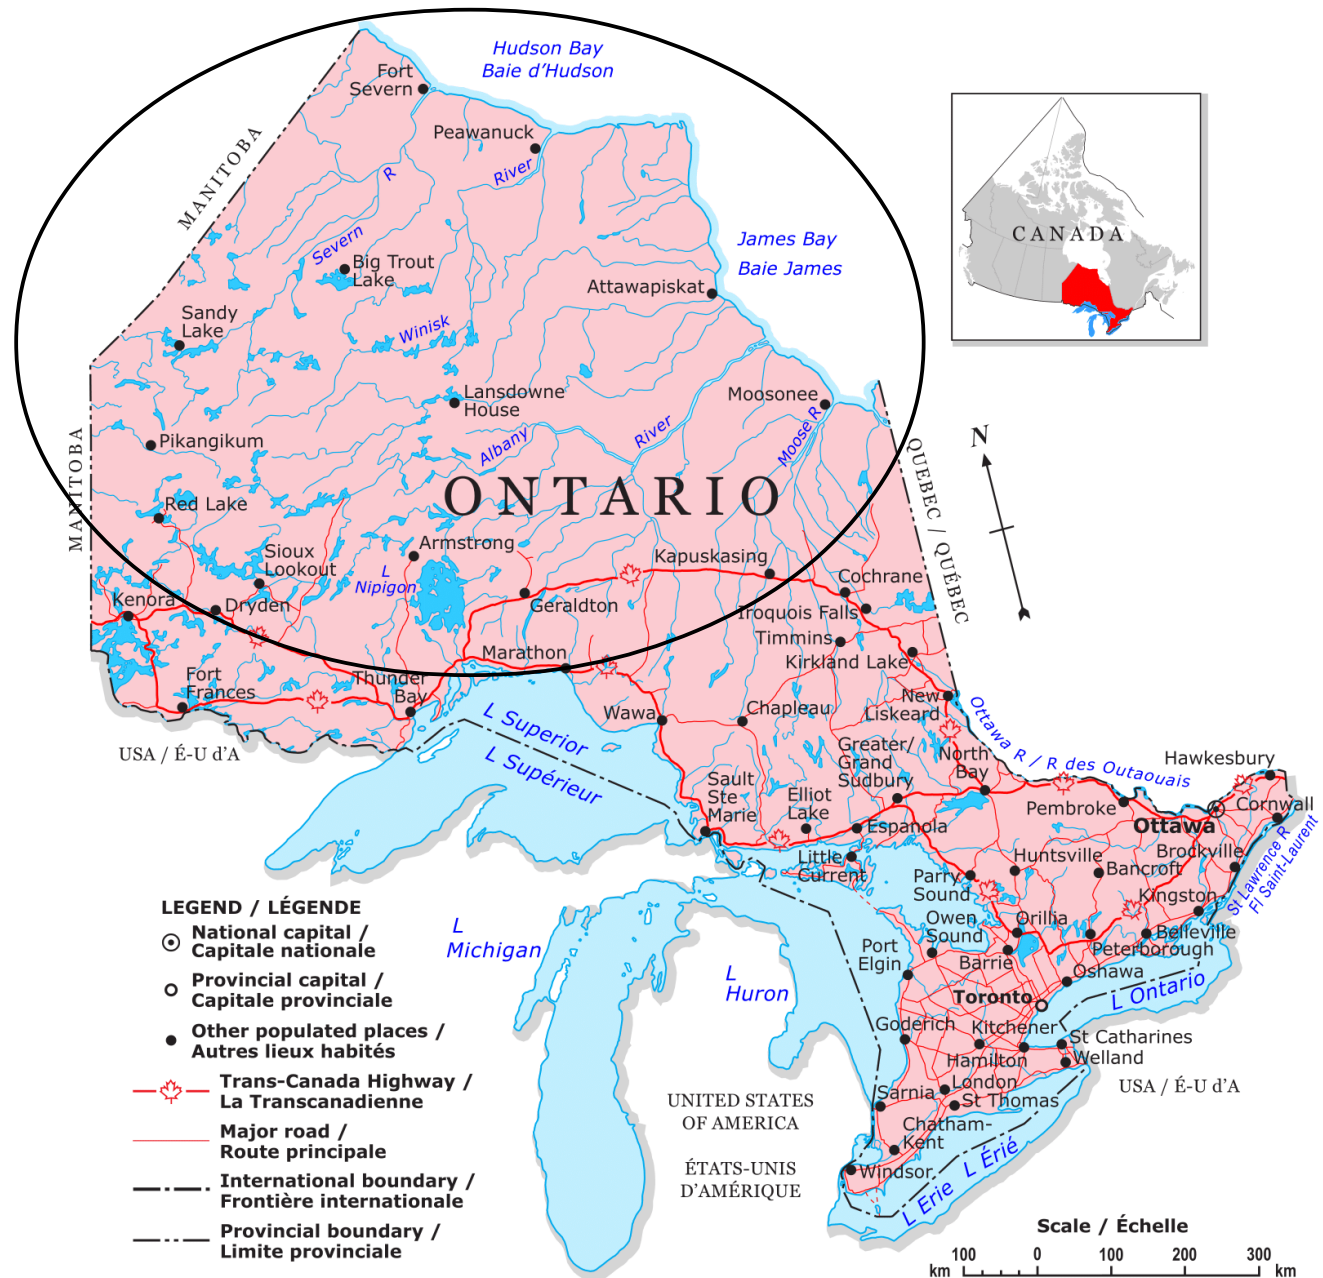 Hudson Bay
Baie d'Hudson
Fort
Severn
Peawanuck
MANITOBA
R
River
Severn
James Bay
Baie James
CANADA
Big Trout
Lake
Attawapiskat
Sandy
Lake
Winisk
Lansdowne
House
Moosonee
Pikangikum
Albany
River
Moose R
MANITOBA
QUEBEC / QUÉBEC
N
ONTARIO
Red Lake
Armstrong
Sioux
Lookout
L
Nipigon
Kapuskasing
Cochrane
Kenora
Dryden
Geraldton
Iroquois Falls
Timmins
Kirkland Lake
Marathon
Fort
Frances
Thunder
Bay
New
Liskeard
Wawa
Chapleau
L Superior
L Supérieur
USA / É-U d'A
Ottawa R / R des Outaouais
Greater/
Grand
Sudbury
North
Bay
Hawkesbury
Sault
Ste
Marie
Elliot
Lake
Pembroke
Cornwall
Ottawa
Espanola
Little
Current
Huntsville
Brockville
Bancroft
Parry
Sound
Kingston
St Lawrence R
Fl Saint-Laurent
Owen
Sound
Orillia
Belleville
Peterborough
Port
Elgin
Barrie
Oshawa
L
Michigan
L
Huron
Toronto
L Ontario
Goderich
Kitchener
St Catharines
Hamilton
Welland
London
USA / É-U d'A
Sarnia
St Thomas
UNITED STATES
OF AMERICA
Chatham-
Kent
ÉTATS-UNIS
D'AMÉRIQUE
Windsor
L Erie
L Érié
LEGEND / LÉGENDE
National capital /
Capitale nationale
Provincial capital /
Capitale provinciale
Other populated places /
Autres lieux habités
Trans-Canada Highway /
La Transcanadienne
Major road /
Route principale
International boundary /
Frontière internationale
Provincial boundary /
Limite provinciale
Scale / Échelle
100 0 100 200 300
km km